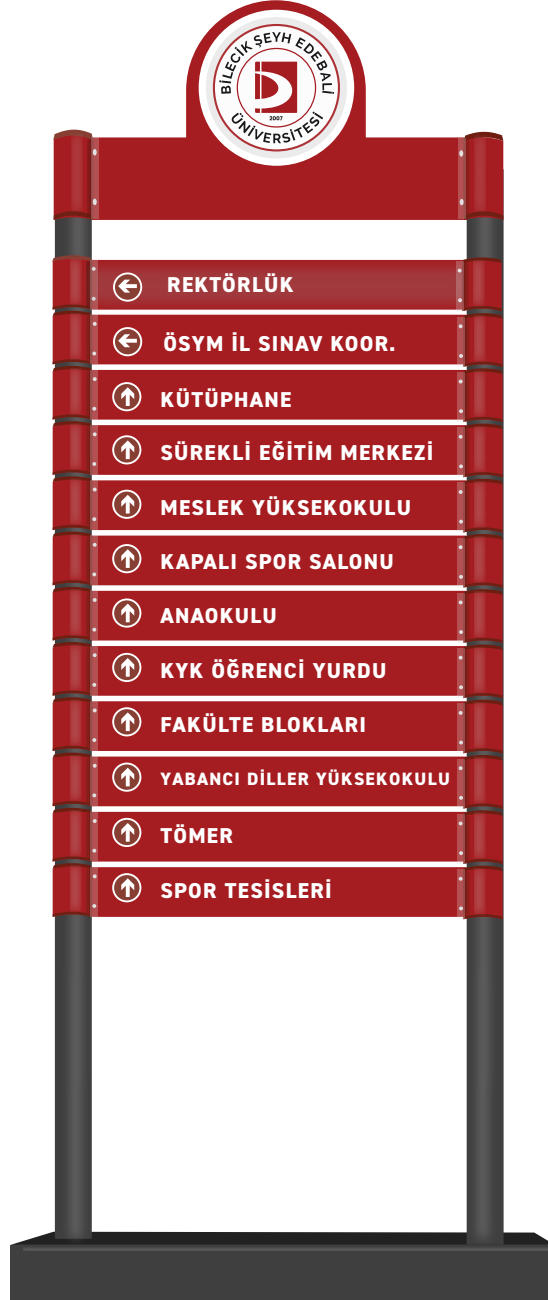 BİLECİK ŞEYH EDEBALİ
ÜNİVERSİTESİ
2007
REKTÖRLÜK
ÖSYM İL SINAV KOOR.
KÜTÜPHANE
SÜREKLİ EĞİTİM MERKEZİ
MESLEK YÜKSEKOKULU
KAPALI SPOR SALONU
ANAOKULU
KYK ÖĞRENCİ YURDU
FAKÜLTE BLOKLARI
YABANCI DİLLER YÜKSEKOKULU
TÖMER
SPOR TESİSLERİ